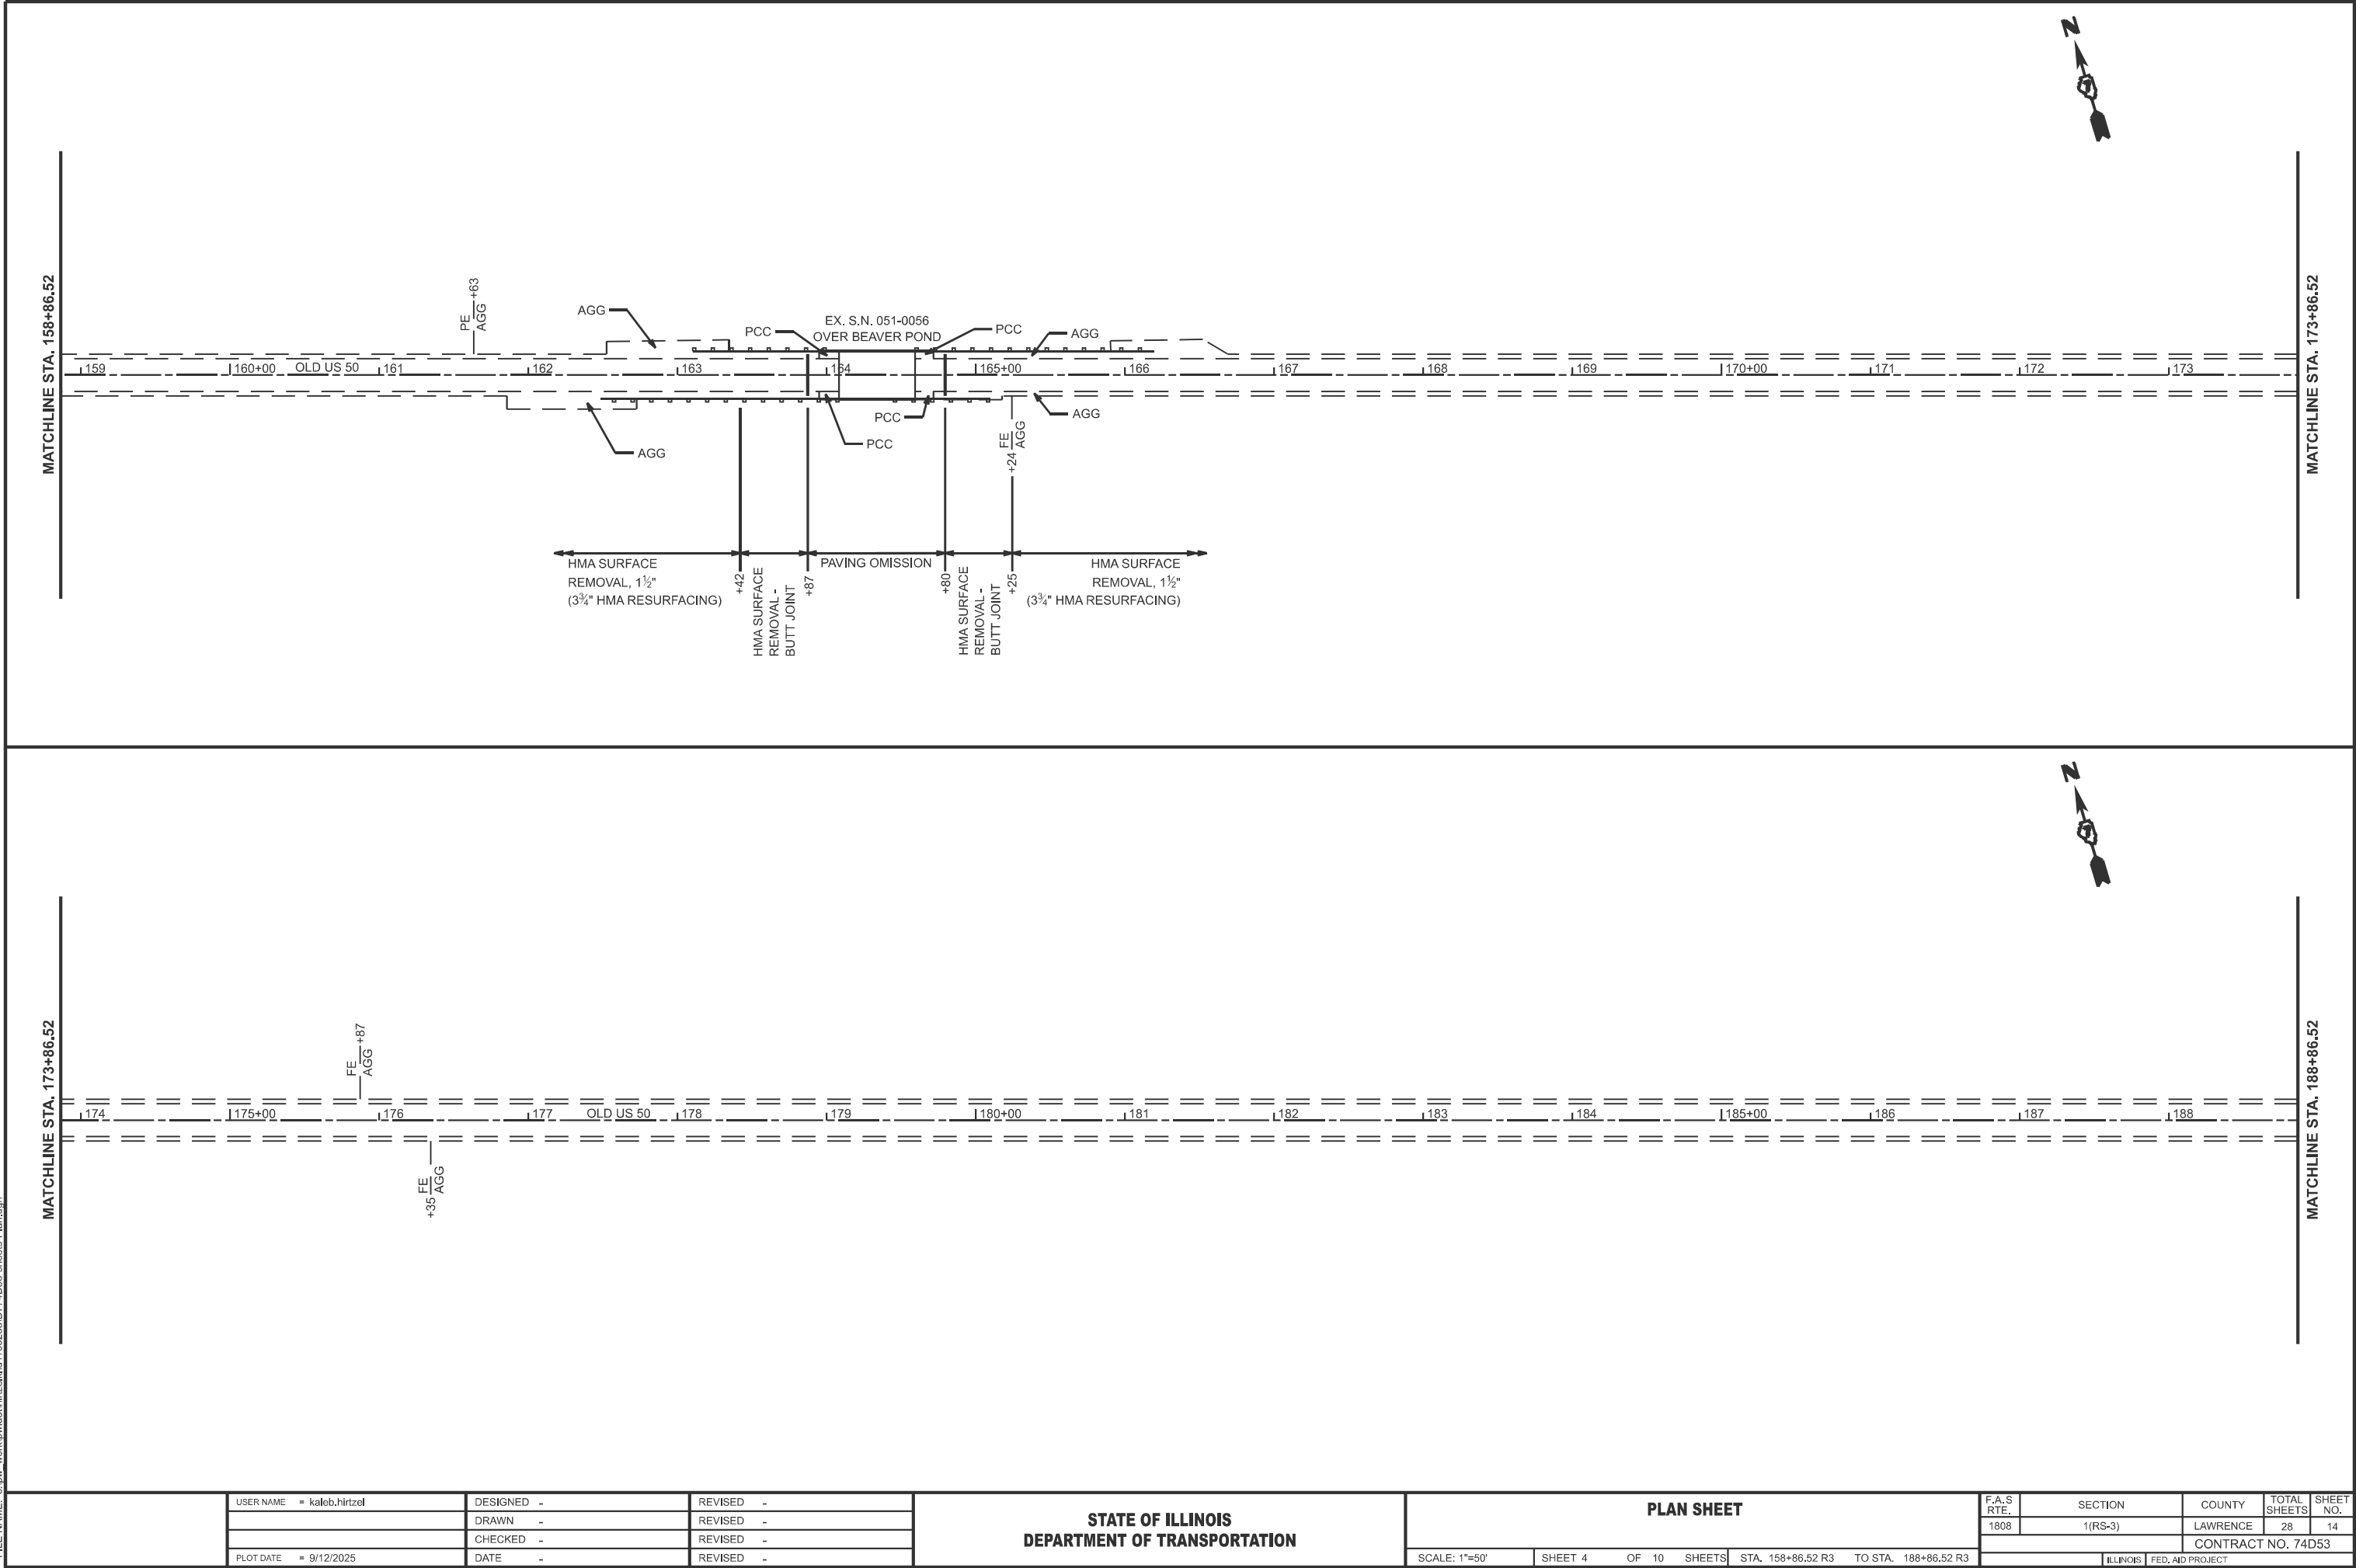 N
MATCHLINE STA. 158+86.52
MATCHLINE STA. 173+86.52
PE +63
AGG
AGG
PCC
EX. S.N. 051-0056
OVER BEAVER POND
PCC
AGG
159
160+00
OLD US 50
161
162
163
164
165+00
166
167
168
169
170+00
171
172
173
AGG
PCC
PCC
AGG
+24 FE
AGG
HMA SURFACE
REMOVAL, 1½"
(3¾" HMA RESURFACING)
+42
HMA SURFACE
REMOVAL -
BUTT JOINT
+87
PAVING OMISSION
+80
HMA SURFACE
REMOVAL -
BUTT JOINT
+25
HMA SURFACE
REMOVAL, 1½"
(3¾" HMA RESURFACING)
N
MATCHLINE STA. 173+86.52
MATCHLINE STA. 188+86.52
FE +87
AGG
174
175+00
176
177
OLD US 50
178
179
180+00
181
182
183
184
185+00
186
187
188
+35 FE
AGG
USER NAME = kaleb.hirtzel
PLOT DATE = 9/12/2025
DESIGNED -
DRAWN -
CHECKED -
DATE -
REVISED -
REVISED -
REVISED -
REVISED -
STATE OF ILLINOIS
DEPARTMENT OF TRANSPORTATION
PLAN SHEET
SCALE: 1"=50'
SHEET 4 OF 10 SHEETS
STA. 158+86.52 R3 TO STA. 188+86.52 R3
F.A.S RTE.
SECTION
COUNTY
TOTAL SHEETS
SHEET NO.
1808
1(RS-3)
LAWRENCE
28
14
CONTRACT NO. 74D53
ILLINOIS FED. AID PROJECT